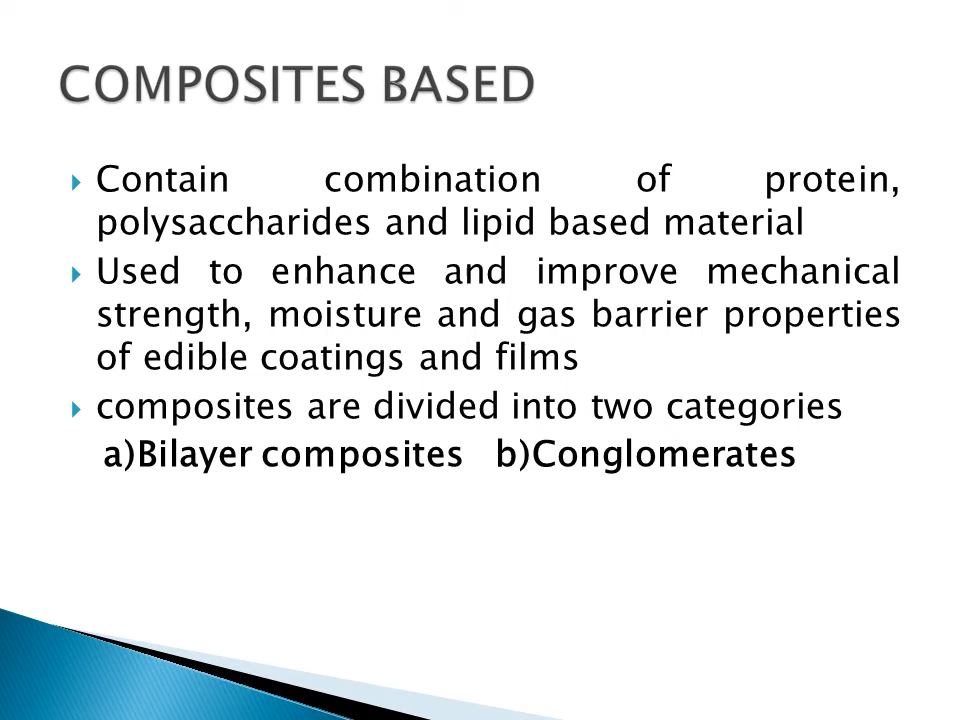 COMPOSITES BASED
Contain combination of protein,
polysaccharides and lipid based material
Used to enhance and improve mechanical
strength, moisture and gas barrier properties
of edible coatings and films
composites are divided into two categories
a)Bilayer composites b)Conglomerates